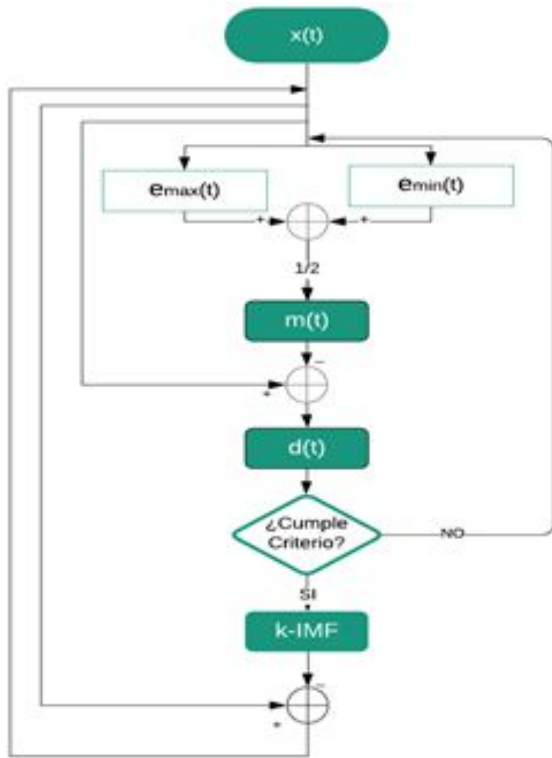 x(t)
emax(t)
emin(t)
+
+
1/2
m(t)
−
+
d(t)
¿Cumple
Criterio?
NO
SI
k-IMF
−
+